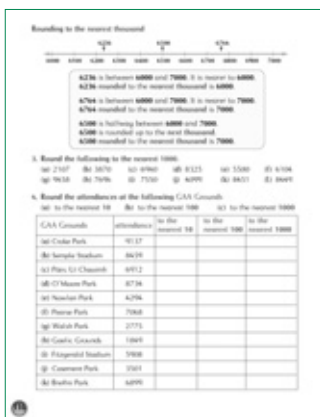 Rounding to the nearest thousand
6236 6500 6764
6000 6100 6200 6300 6400 6500 6600 6700 6800 6900 7000
6236 is between 6000 and 7000. It is nearer to 6000.
6236 rounded to the nearest thousand is 6000.
6764 is between 6000 and 7000. It is nearer to 7000.
6764 rounded to the nearest thousand is 7000.
6500 is halfway between 6000 and 7000.
6500 is rounded up to the next thousand.
6500 rounded to the nearest thousand is 7000.
3. Round the following to the nearest 1000.
(a) 2107 (b) 3870 (c) 6960 (d) 8325 (e) 5580 (f) 6104
(g) 9658 (h) 7696 (i) 7550 (j) 4099 (k) 8651 (l) 8649
4. Round the attendances at the following GAA Grounds
(a) to the nearest 10 (b) to the nearest 100 (c) to the nearest 1000
GAA Grounds attendance to the nearest 10 to the nearest 100 to the nearest 1000
(a) Cedar Park 9137
(b) Semple Stadium 8459
(c) Páirc Uí Chaoimh 6912
(d) O'Moore Park 8734
(e) Nowlan Park 4296
(f) Pearse Park 7068
(g) Walsh Park 2775
(h) Gaelic Grounds 1849
(i) Fitzgerald Stadium 5908
(j) Casement Park 3501
(k) Breffni Park 6899